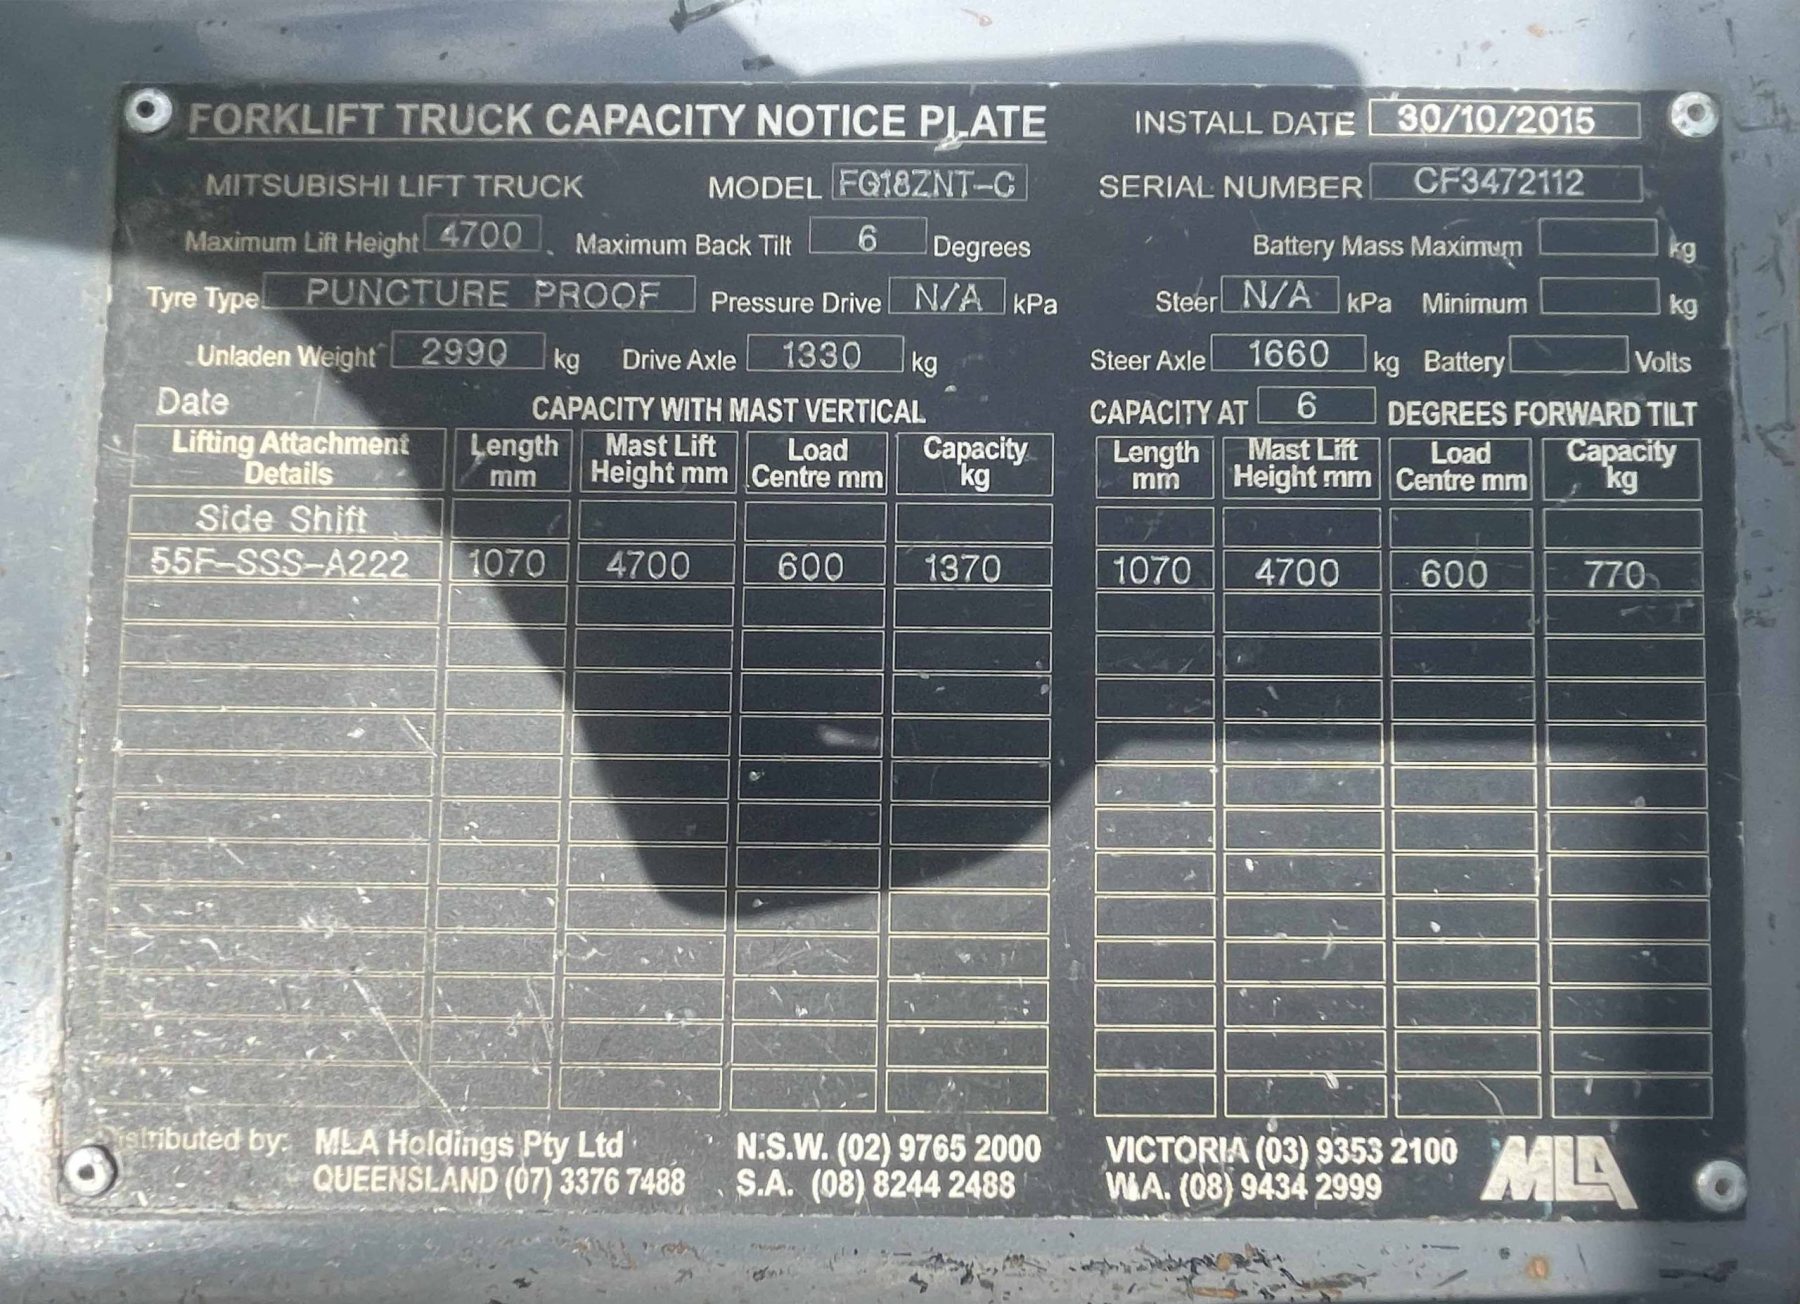 FORKLIFT TRUCK CAPACITY NOTICE PLATE INSTALL DATE 30/10/2015
MITSUBISHI LIFT TRUCK MODEL FG18ZNT-C SERIAL NUMBER CF3472112
Maximum Lift Height 4700 Maximum Back Tilt 6 Degrees Battery Mass Maximum kg
Tyre Type PUNCTURE PROOF Pressure Drive N/A kPa Steer N/A kPa Minimum kg
Unladen Weight 2990 kg Drive Axle 1330 kg Steer Axle 1660 kg Battery Volts
Date CAPACITY WITH MAST VERTICAL CAPACITY AT 6 DEGREES FORWARD TILT
Lifting Attachment Length Mast Lift Load Capacity Length Mast Lift Load Capacity
Details mm Height mm Centre mm kg mm Height mm Centre mm kg
Side Shift
55F-SSS-A222 1070 4700 600 1370 1070 4700 600 770
Distributed by: MLA Holdings Pty Ltd N.S.W. (02) 9765 2000 VICTORIA (03) 9353 2100 MLA
QUEENSLAND (07) 3376 7488 S.A. (08) 8244 2488 W.A. (08) 9434 2999